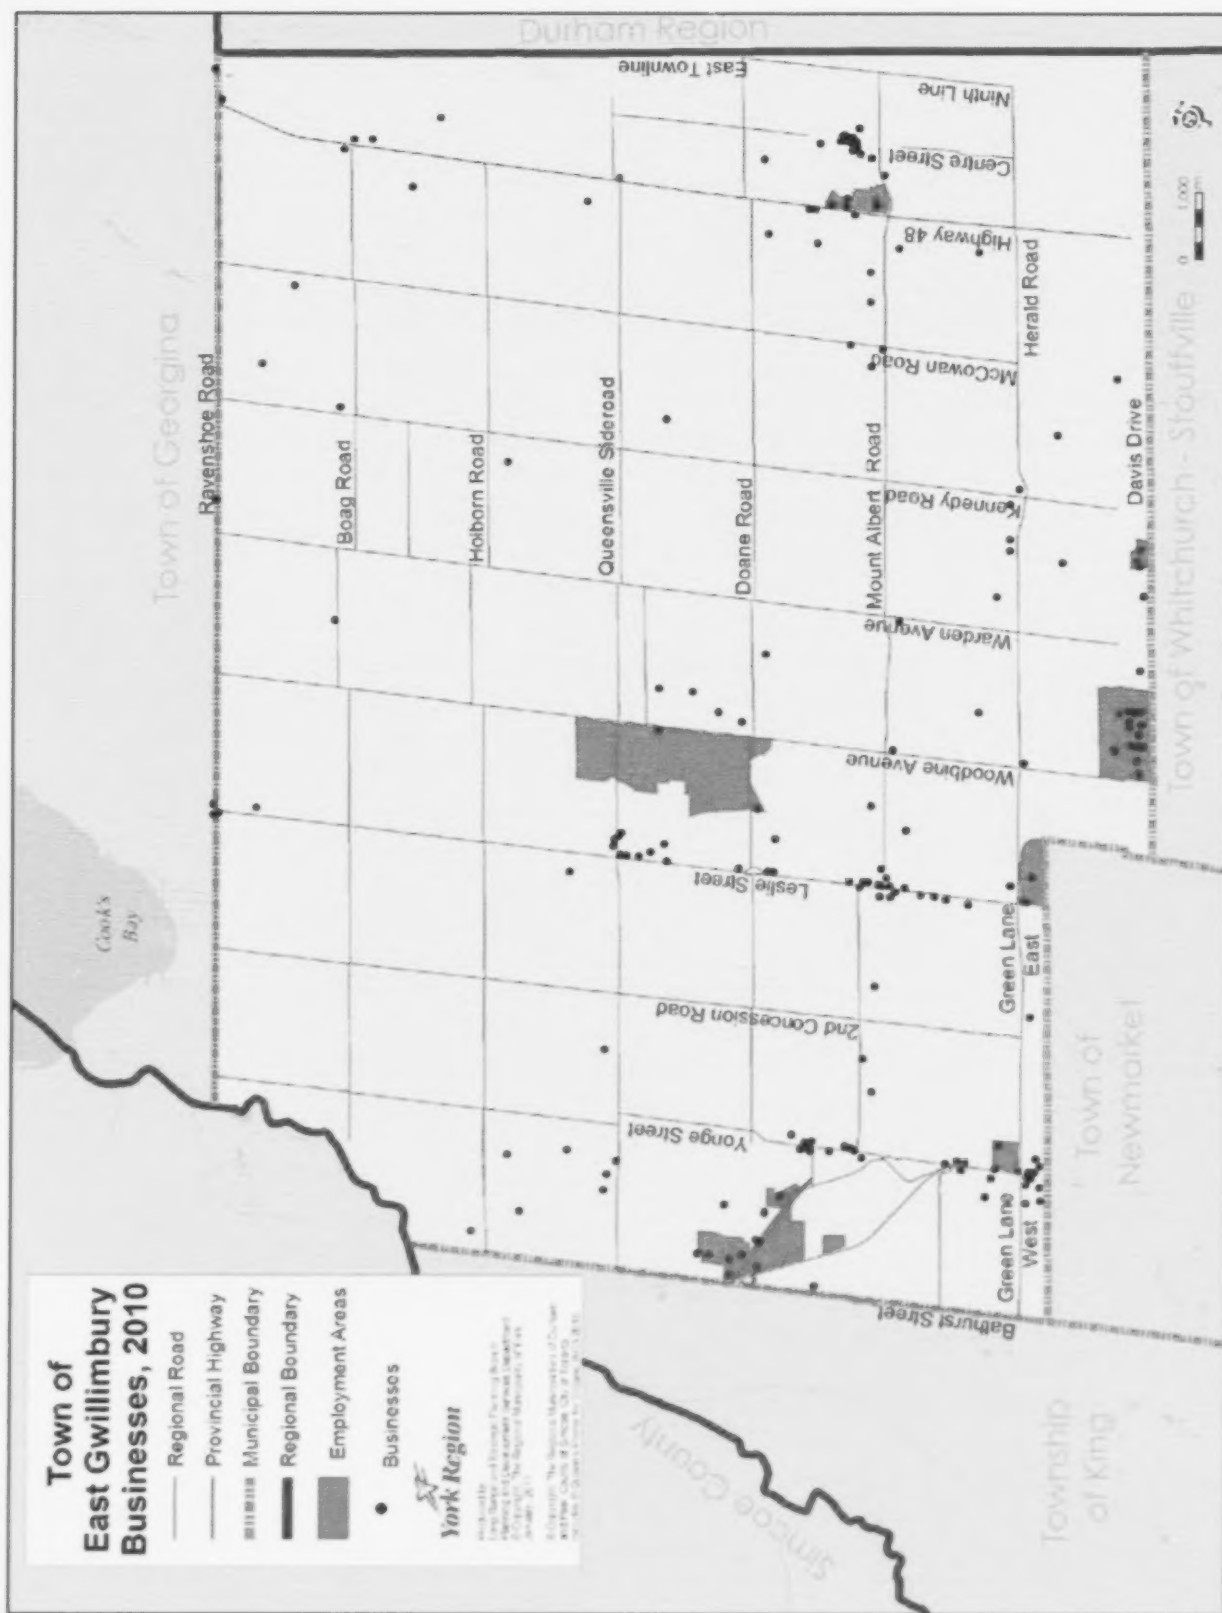 Town of
East Gwillimbury
Businesses, 2010
Regional Road
Provincial Highway
Municipal Boundary
Regional Boundary
Employment Areas
Businesses
York Region
Durham Region
Town of Georgina
Cook's
Bay
Simcoe County
Township
of King
Town of
Newmarket
Town of Whitchurch - Stouffville
Ravenshoe Road
Boag Road
Holborn Road
Queensville Sideroad
Doane Road
Mount Albert Road
Herald Road
Davis Drive
Green Lane
West
Green Lane
East
Bathurst Street
Yonge Street
2nd Concession Road
Leslie Street
Woodbine Avenue
Warden Avenue
Kennedy Road
McCowan Road
Highway 48
Centre Street
Ninth Line
East Townline
0 1,000
m